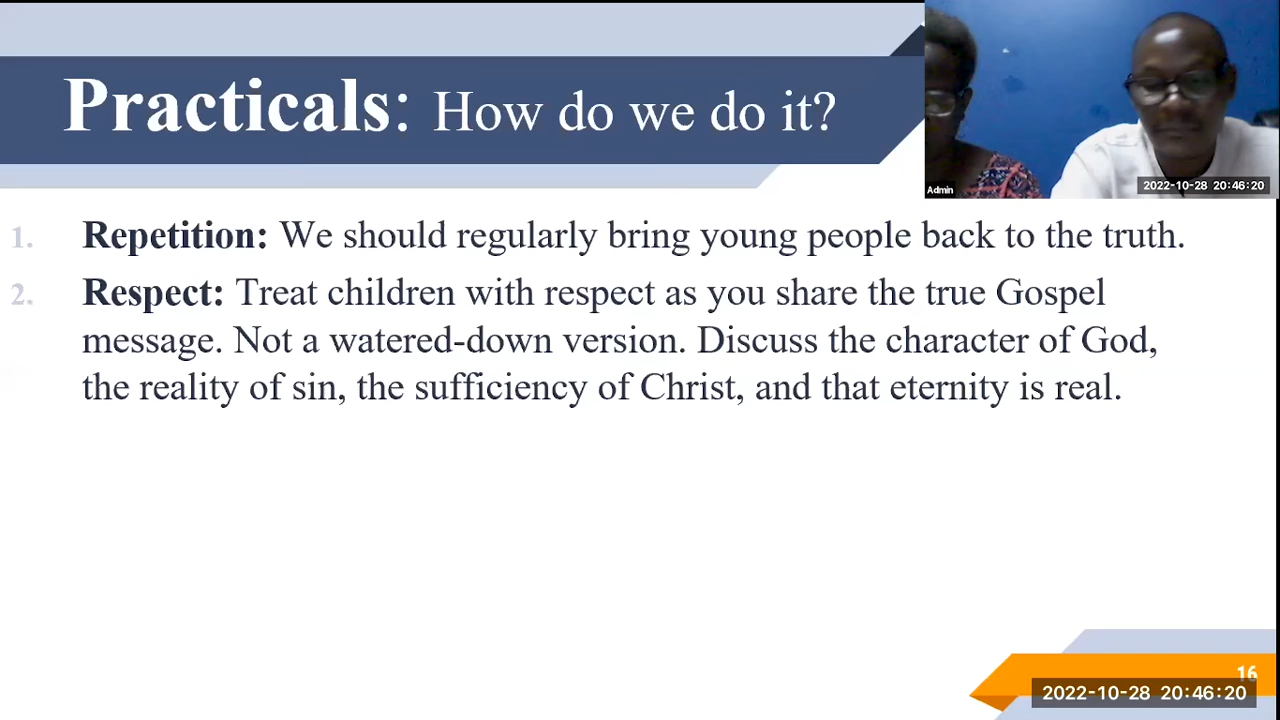 Practicals: How do we do it?
Admin
2022-10-28 20:46:20
1. Repetition: We should regularly bring young people back to the truth.
2. Respect: Treat children with respect as you share the true Gospel
message. Not a watered-down version. Discuss the character of God,
the reality of sin, the sufficiency of Christ, and that eternity is real.
16
2022-10-28 20:46:20